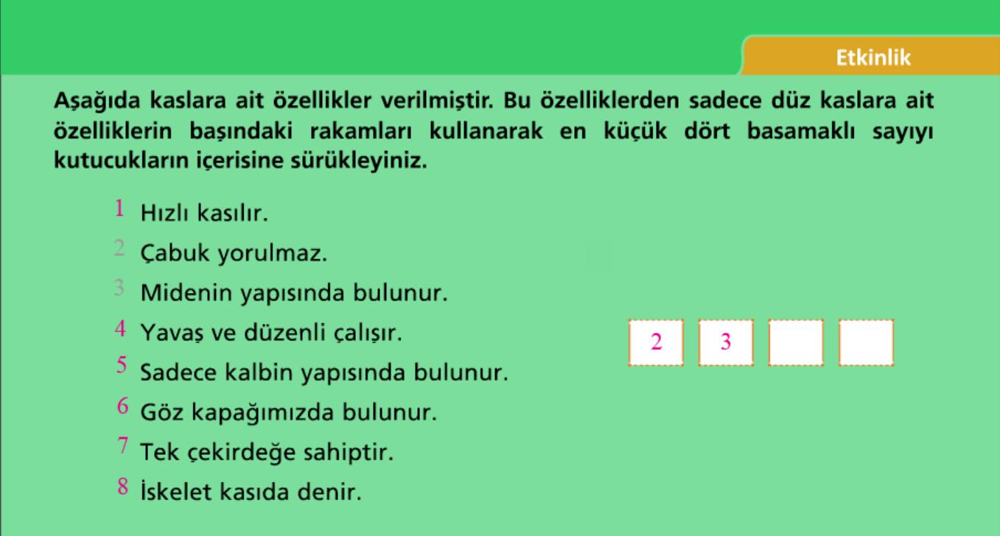 Etkinlik
Aşağıda kaslara ait özellikler verilmiştir. Bu özelliklerden sadece düz kaslara ait
özelliklerin başındaki rakamları kullanarak en küçük dört basamaklı sayıyı
kutucukların içerisine sürükleyiniz.
1 Hızlı kasılır.
2 Çabuk yorulmaz.
3 Midenin yapısında bulunur.
4 Yavaş ve düzenli çalışır.
5 Sadece kalbin yapısında bulunur.
6 Göz kapağımızda bulunur.
7 Tek çekirdeğe sahiptir.
8 İskelet kasıda denir.
2 3